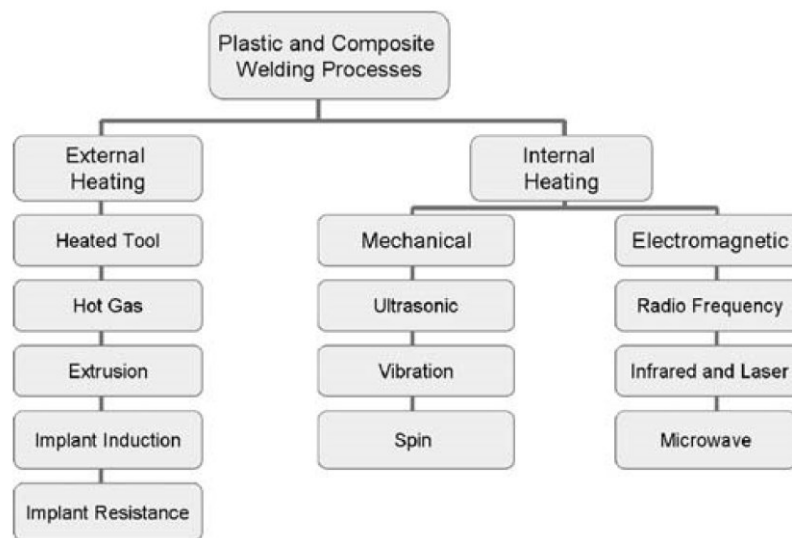 Plastic and Composite
Welding Processes
External
Heating
Internal
Heating
Heated Tool
Mechanical
Electromagnetic
Hot Gas
Ultrasonic
Radio Frequency
Extrusion
Vibration
Infrared and Laser
Implant Induction
Spin
Microwave
Implant Resistance